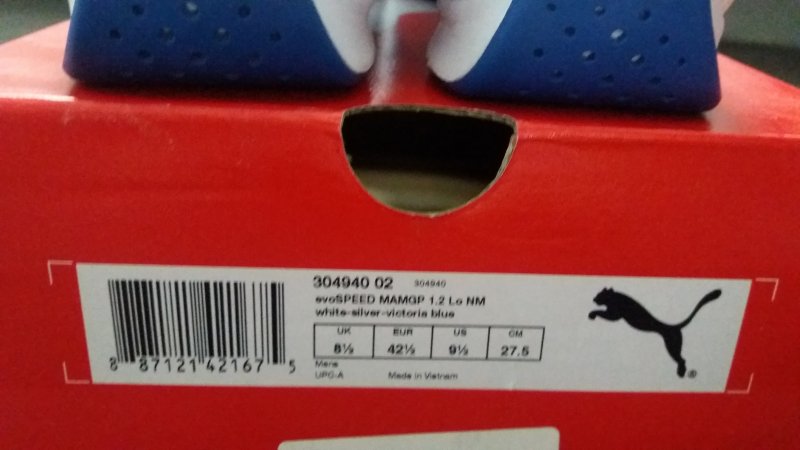 304940 02 304940
evoSPEED MAMGP 1.2 Lo NM
white-silver-victoria blue
UK EUR US CM
8½ 42½ 9½ 27.5
Mens
UPC-A Made in Vietnam
8 87121 42167 5
®